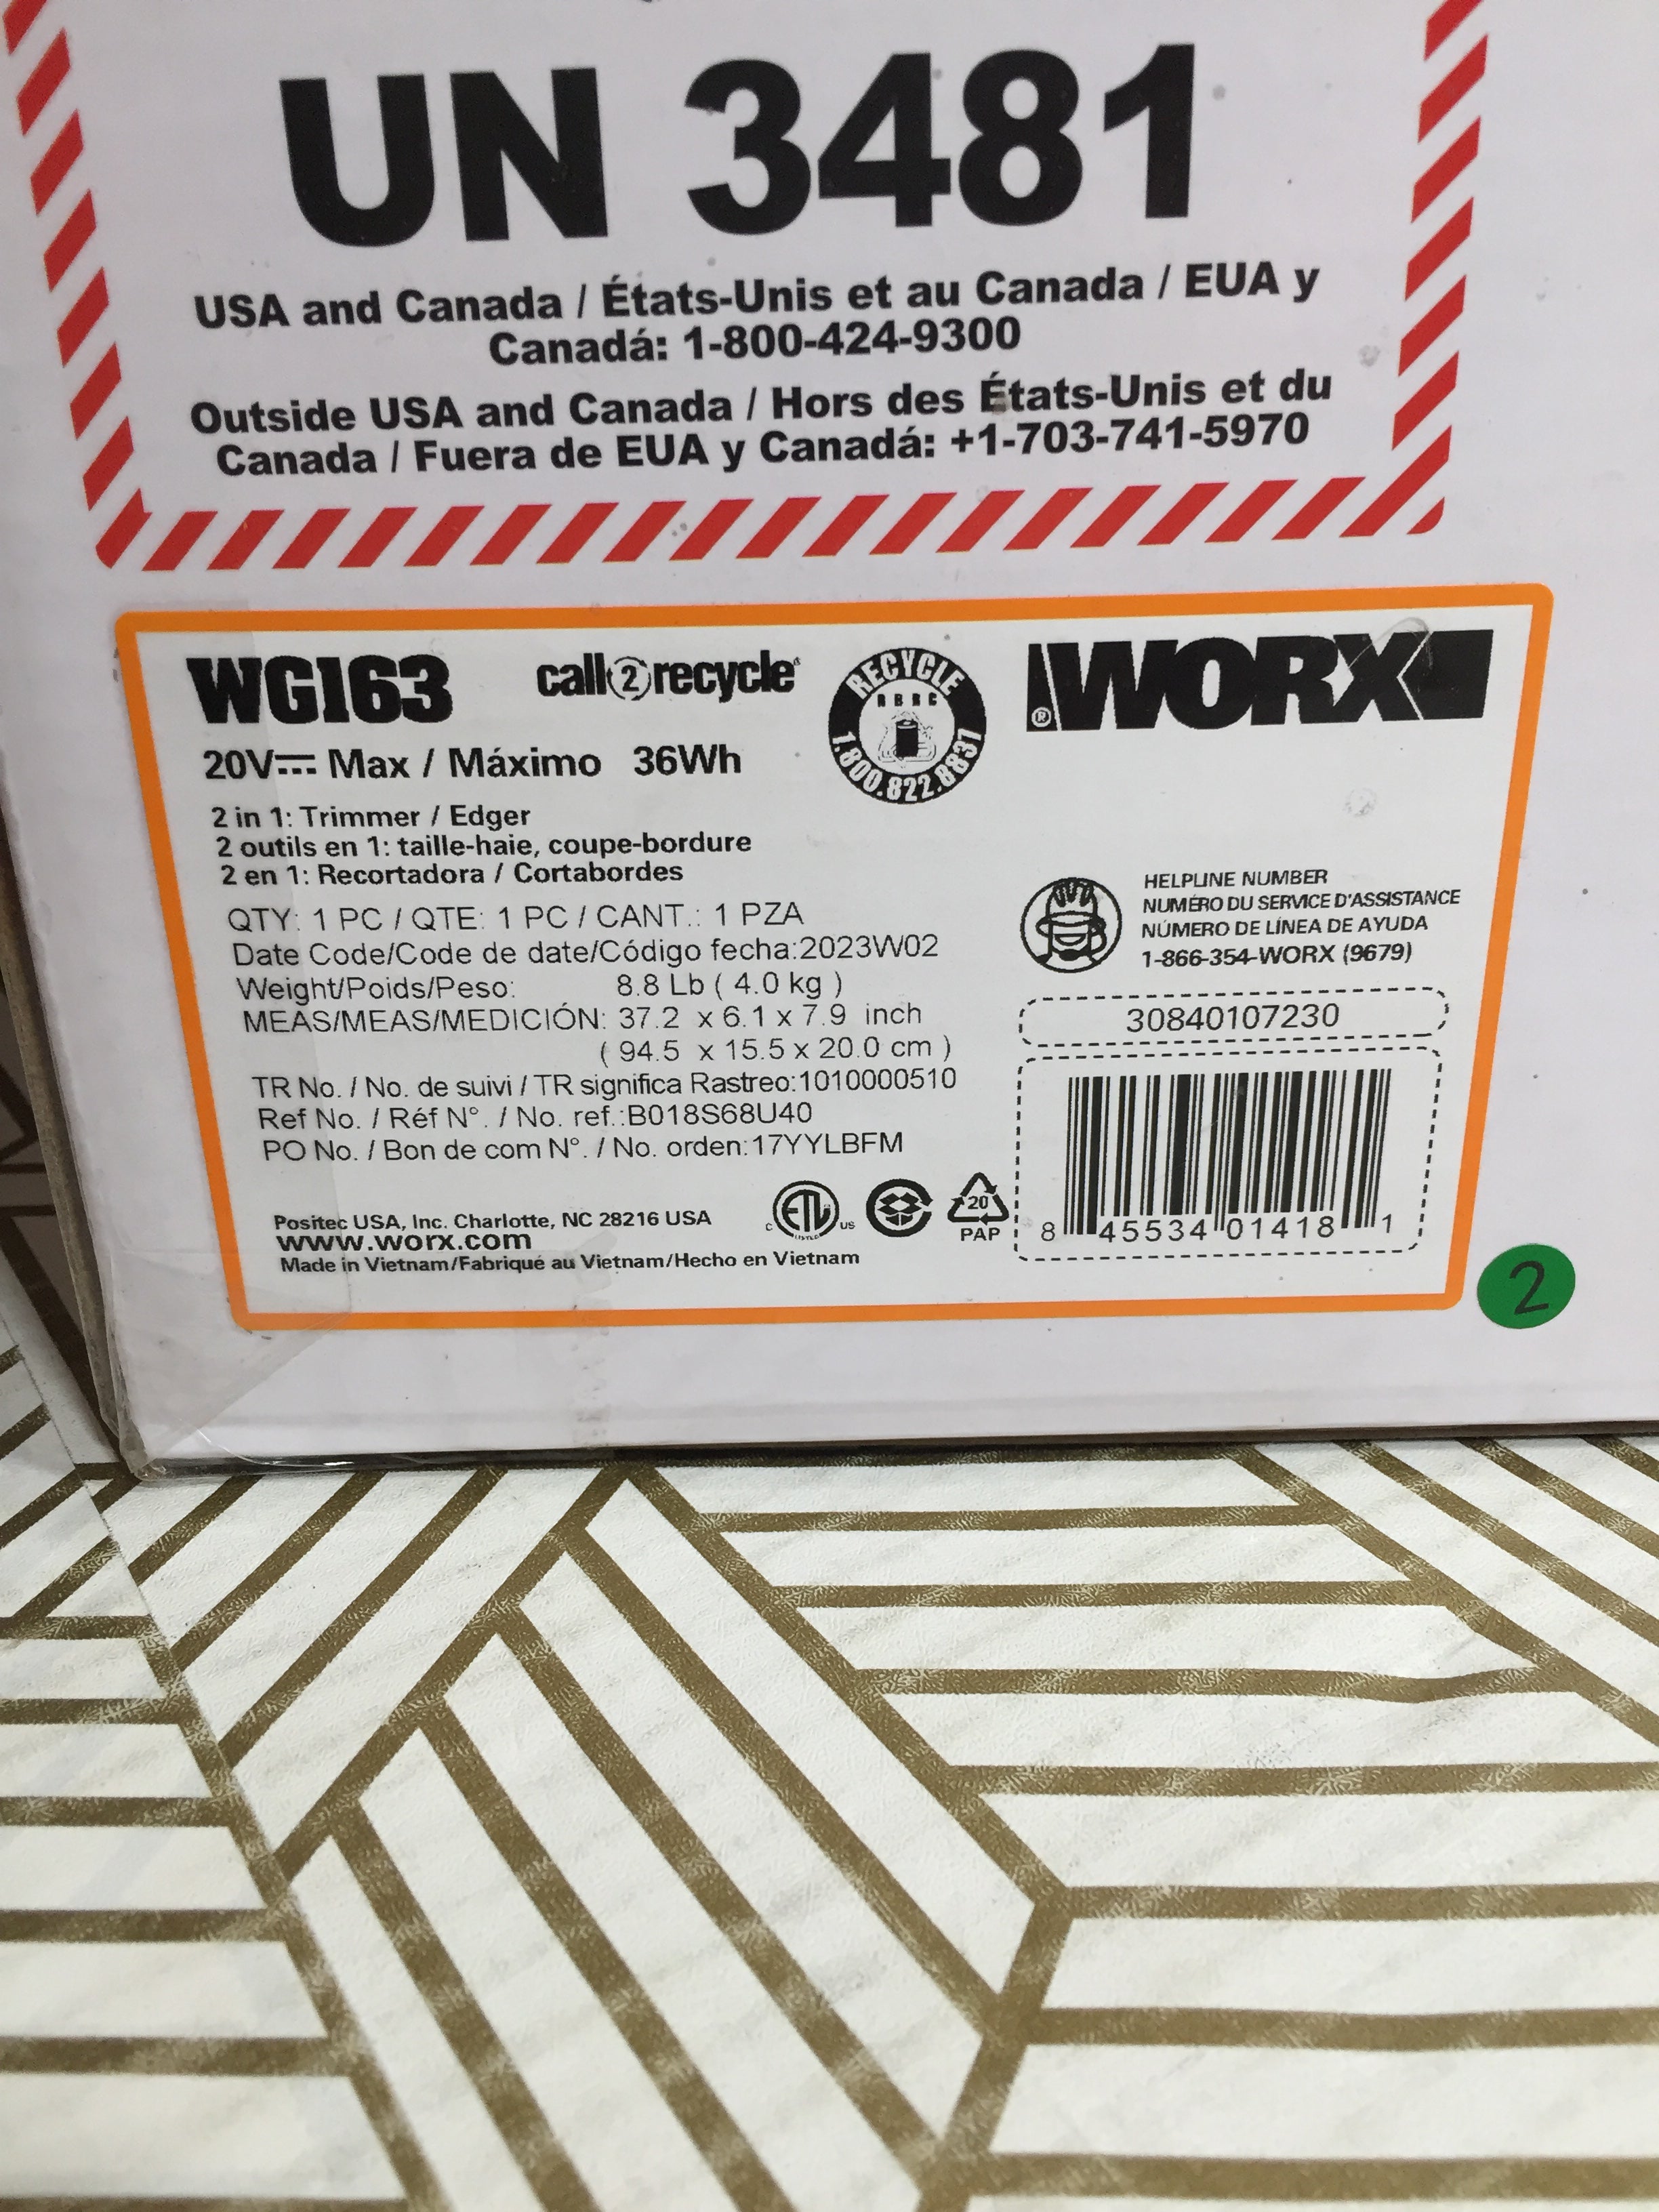 UN 3481
USA and Canada / États-Unis et au Canada / EUA y
Canadá: 1-800-424-9300
Outside USA and Canada / Hors des États-Unis et du
Canada / Fuera de EUA y Canadá: +1-703-741-5970
WG163
call2recycle®
RECYCLE
RBRC
1.800.822.8837
WORX®
20V⎓ Max / Máximo 36Wh
2 in 1: Trimmer / Edger
2 outils en 1: taille-haie, coupe-bordure
2 en 1: Recortadora / Cortabordes
QTY: 1 PC / QTE: 1 PC / CANT.: 1 PZA
Date Code/Code de date/Código fecha:2023W02
Weight/Poids/Peso: 8.8 Lb ( 4.0 kg )
MEAS/MEAS/MEDICIÓN: 37.2 x 6.1 x 7.9 inch
( 94.5 x 15.5 x 20.0 cm )
TR No. / No. de suivi / TR significa Rastreo:1010000510
Ref No. / Réf N°. / No. ref.:B018S68U40
PO No. / Bon de com N°. / No. orden:17YYLBFM
HELPLINE NUMBER
NUMÉRO DU SERVICE D'ASSISTANCE
NÚMERO DE LÍNEA DE AYUDA
1-866-354-WORX (9679)
30840107230
8 45534 01418 1
Positec USA, Inc. Charlotte, NC 28216 USA
www.worx.com
Made in Vietnam/Fabriqué au Vietnam/Hecho en Vietnam
C ETL US
LISTED
20
PAP
2